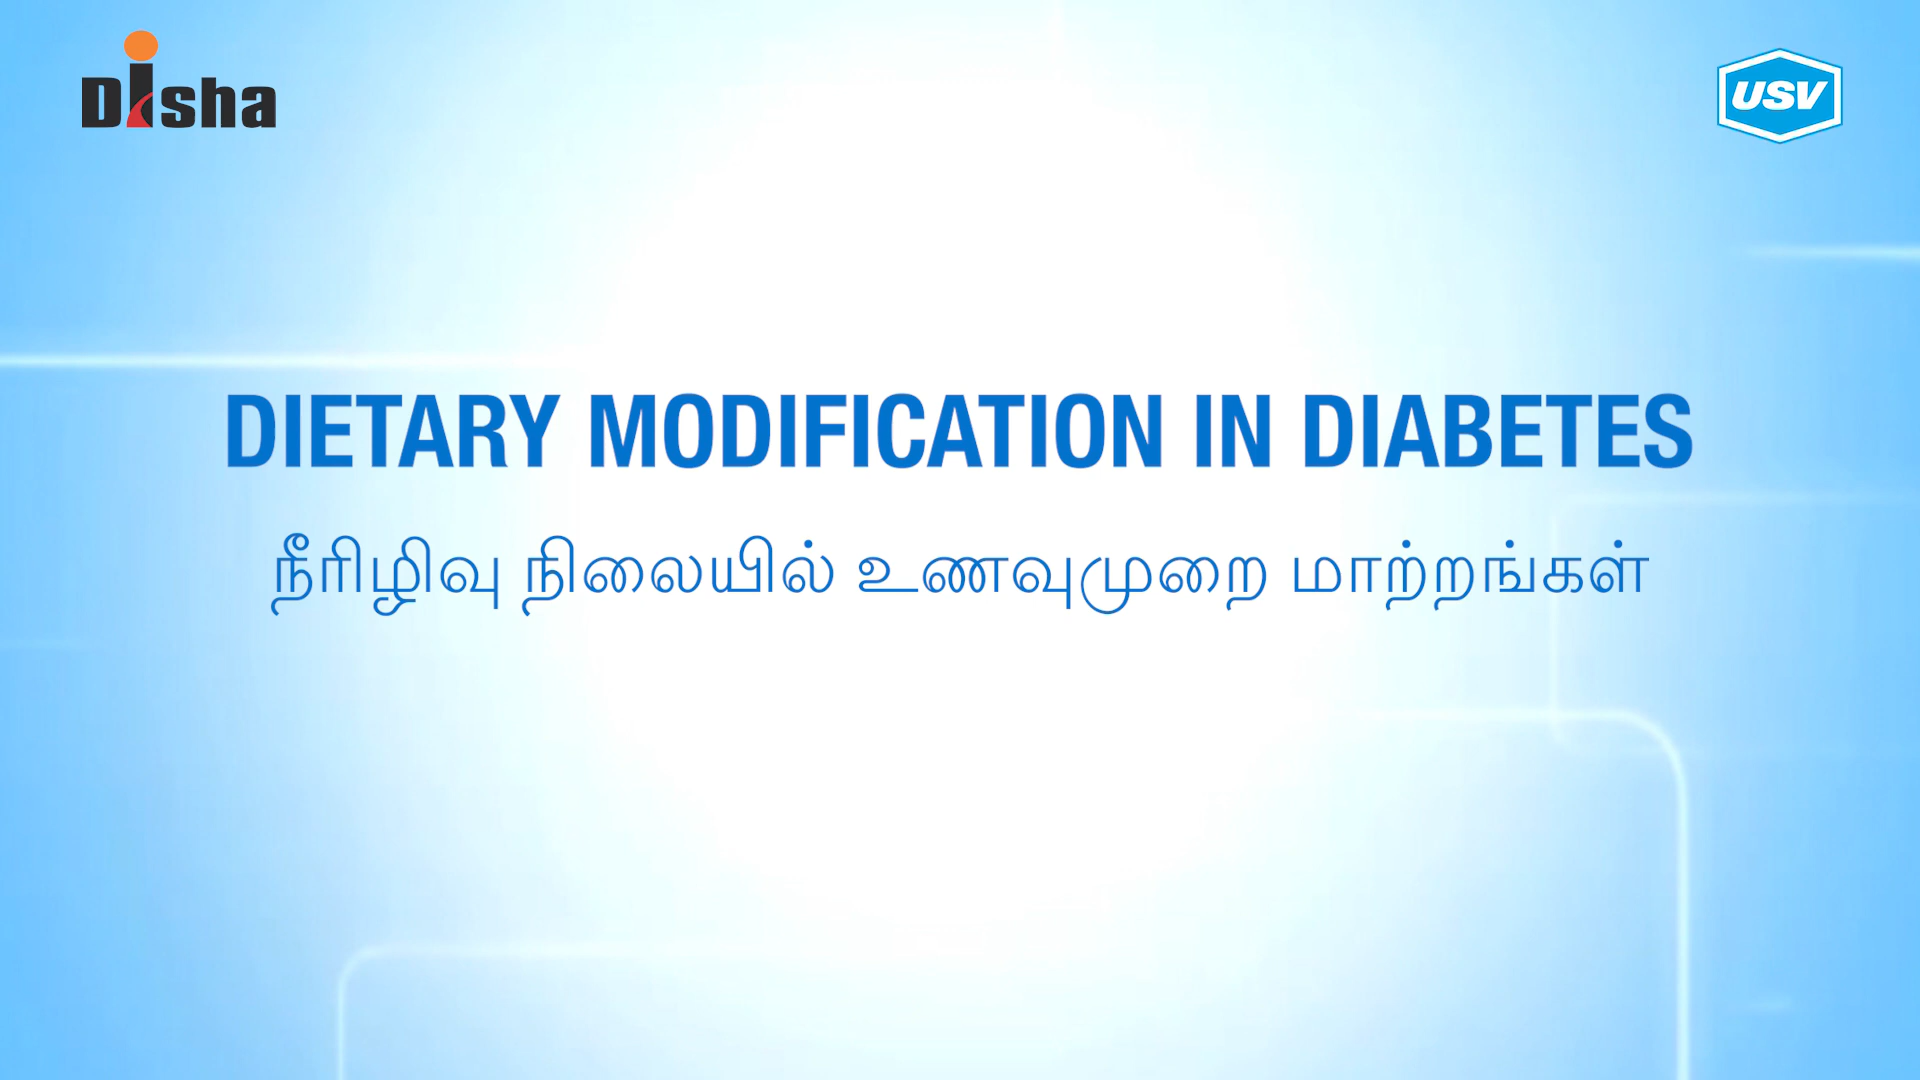 Disha
USV
DIETARY MODIFICATION IN DIABETES
நீரிழிவு நிலையில் உணவுமுறை மாற்றங்கள்